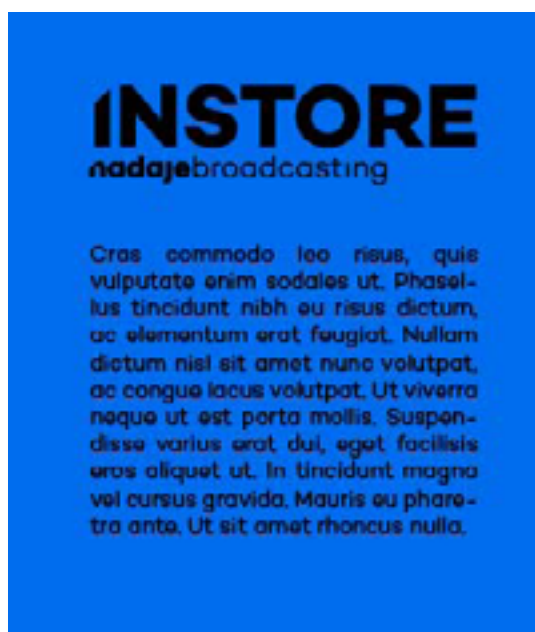 INSTORE
nadajebroadcasting
Cras commodo leo risus, quis
vulputate enim sodales ut. Phasel-
lus tincidunt nibh eu risus dictum,
ac elementum erat feugiat. Nullam
dictum nisl sit amet nunc volutpat,
ac congue lacus volutpat. Ut viverra
neque ut est porta mollis. Suspen-
disse varius erat dui, eget facilisis
eros aliquet ut. In tincidunt magna
vel cursus gravida. Mauris eu phare-
tra ante. Ut sit amet rhoncus nulla.